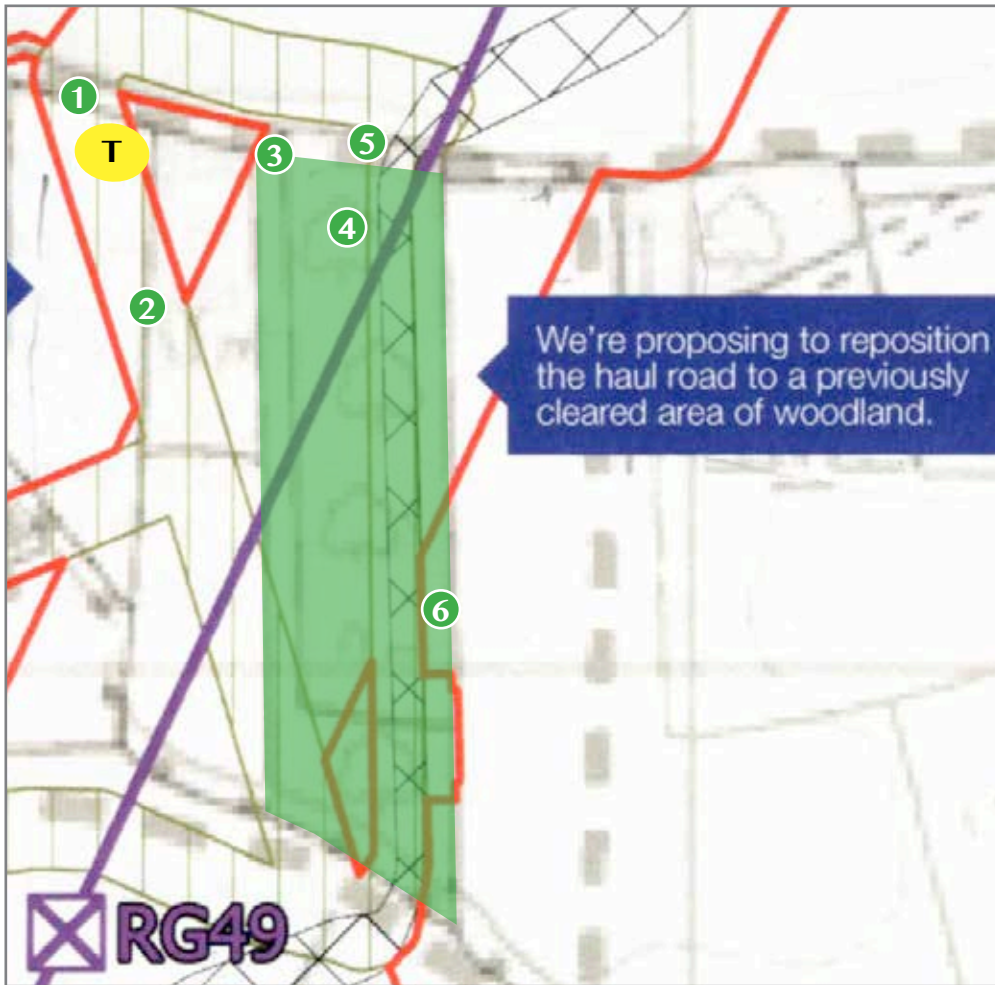 1
T
5
3
4
2
We're proposing to reposition
the haul road to a previously
cleared area of woodland.
6
RG49